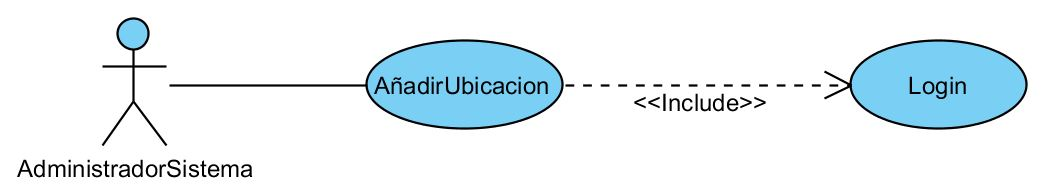 AñadirUbicacion
Login
<<Include>>
AdministradorSistema